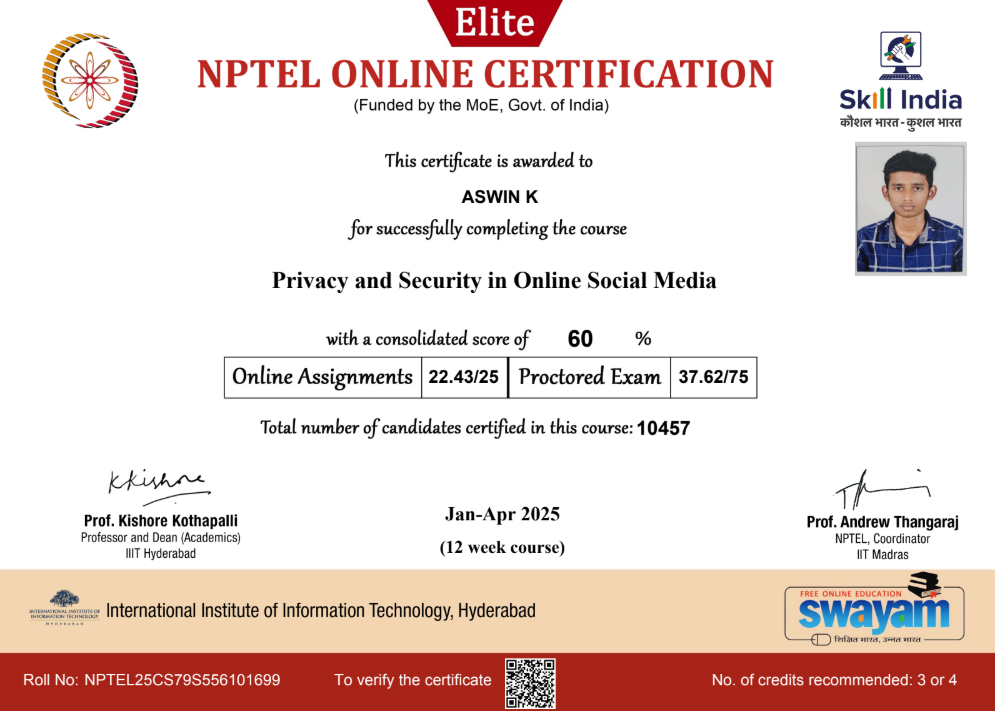 Elite
NPTEL ONLINE CERTIFICATION
(Funded by the MoE, Govt. of India)
Skill India
कौशल भारत - कुशल भारत
This certificate is awarded to
ASWIN K
for successfully completing the course
Privacy and Security in Online Social Media
with a consolidated score of 60 %
Online Assignments 22.43/25 Proctored Exam 37.62/75
Total number of candidates certified in this course: 10457
KKishore
Prof. Kishore Kothapalli
Professor and Dean (Academics)
IIIT Hyderabad
Jan-Apr 2025
(12 week course)
Prof. Andrew Thangaraj
NPTEL, Coordinator
IIT Madras
INTERNATIONAL INSTITUTE OF
INFORMATION TECHNOLOGY
HYDERABAD
International Institute of Information Technology, Hyderabad
FREE ONLINE EDUCATION
swayam
शिक्षित भारत, उन्नत भारत
Roll No: NPTEL25CS79S556101699
To verify the certificate
No. of credits recommended: 3 or 4